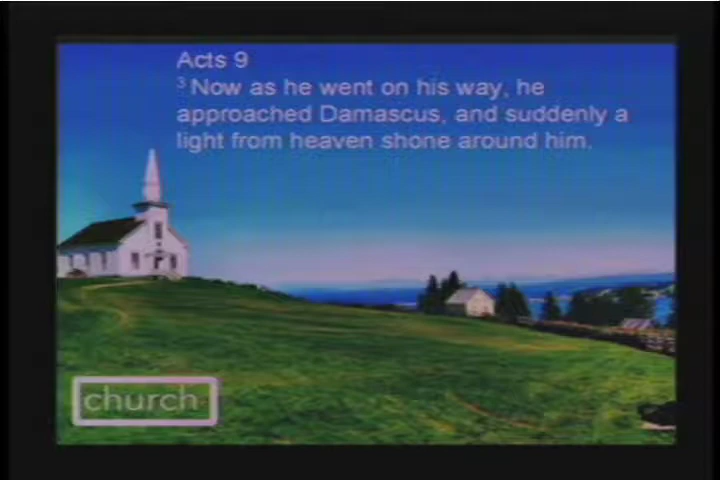 Acts 9
3 Now as he went on his way, he
approached Damascus, and suddenly a
light from heaven shone around him.
church